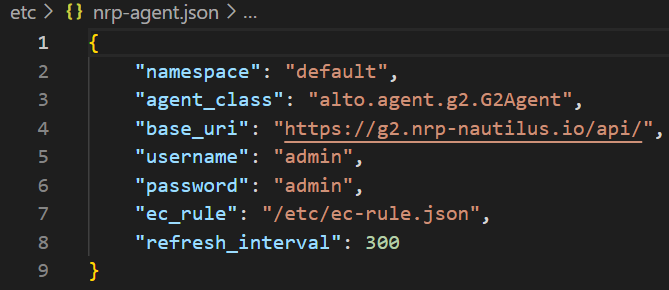 etc > {} nrp-agent.json > ...
1 {
2 "namespace": "default",
3 "agent_class": "alto.agent.g2.G2Agent",
4 "base_uri": "https://g2.nrp-nautilus.io/api/",
5 "username": "admin",
6 "password": "admin",
7 "ec_rule": "/etc/ec-rule.json",
8 "refresh_interval": 300
9 }